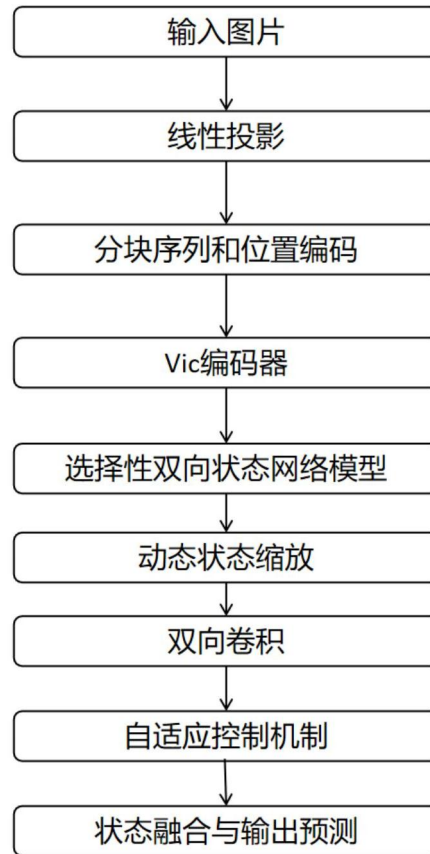 输入图片
线性投影
分块序列和位置编码
Vic编码器
选择性双向状态网络模型
动态状态缩放
双向卷积
自适应控制机制
状态融合与输出预测